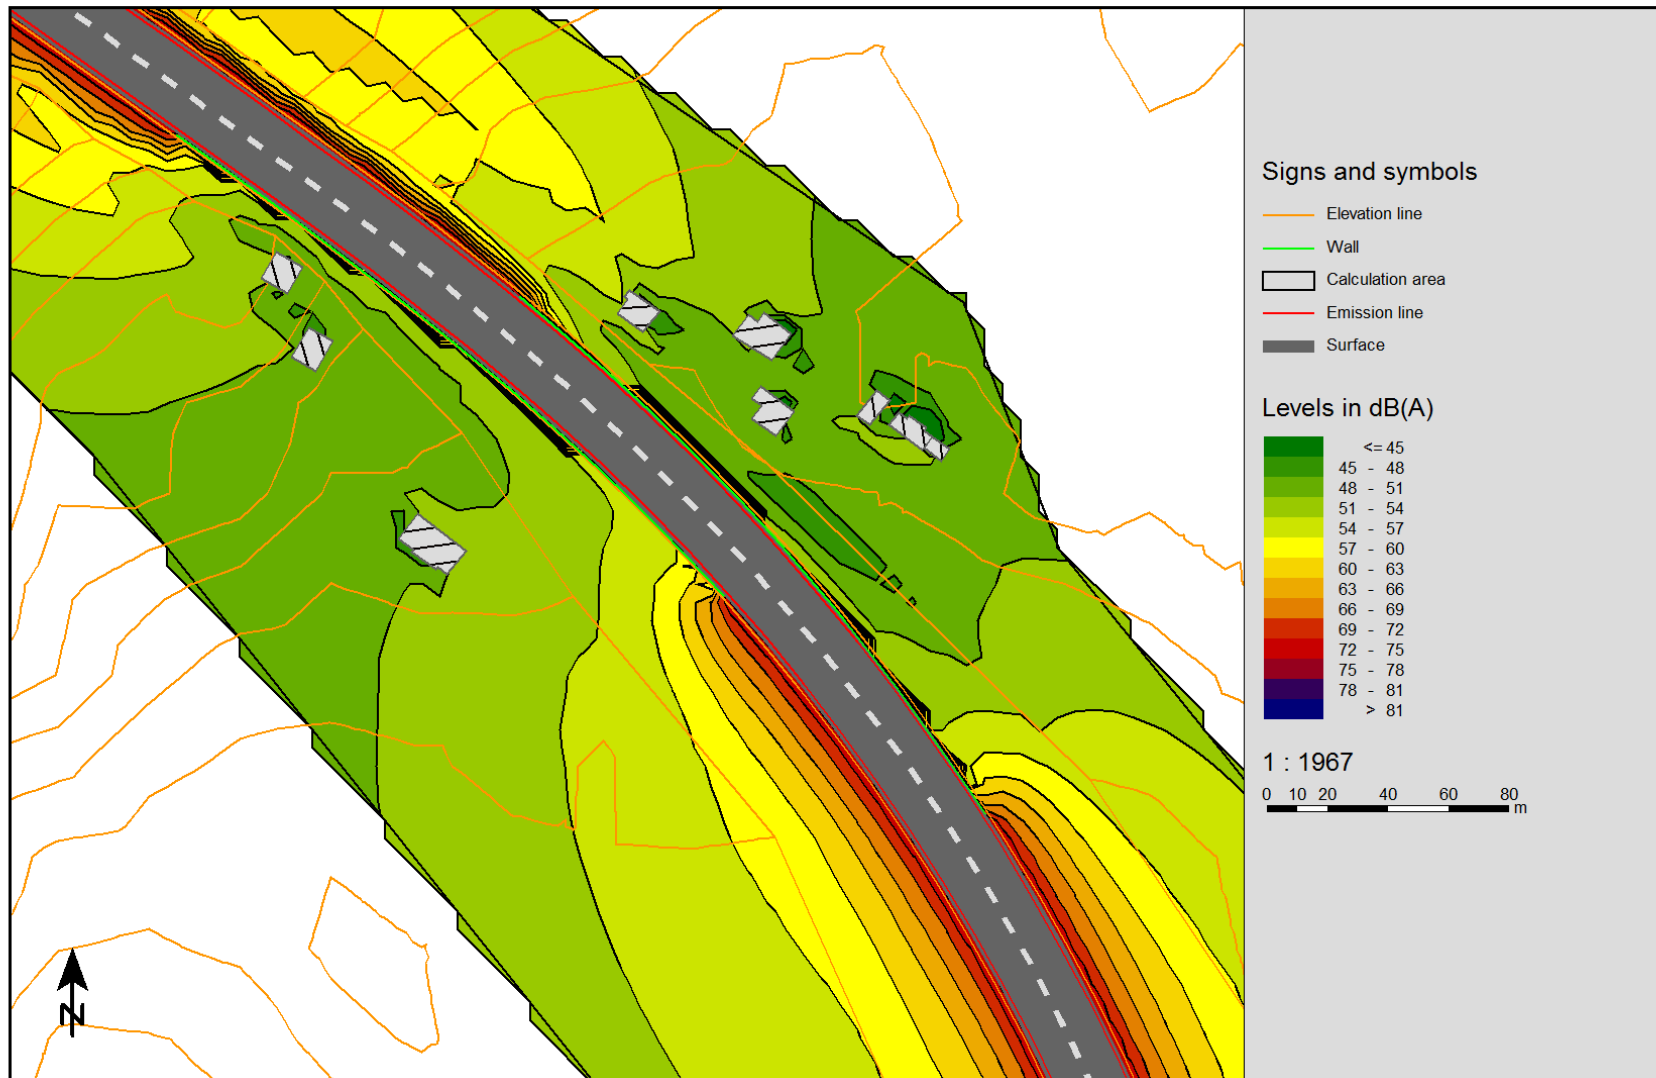 Signs and symbols
Elevation line
Wall
Calculation area
Emission line
Surface
Levels in dB(A)
<= 45
45 - 48
48 - 51
51 - 54
54 - 57
57 - 60
60 - 63
63 - 66
66 - 69
69 - 72
72 - 75
75 - 78
78 - 81
> 81
1 : 1967
0 10 20 40 60 80
m
N